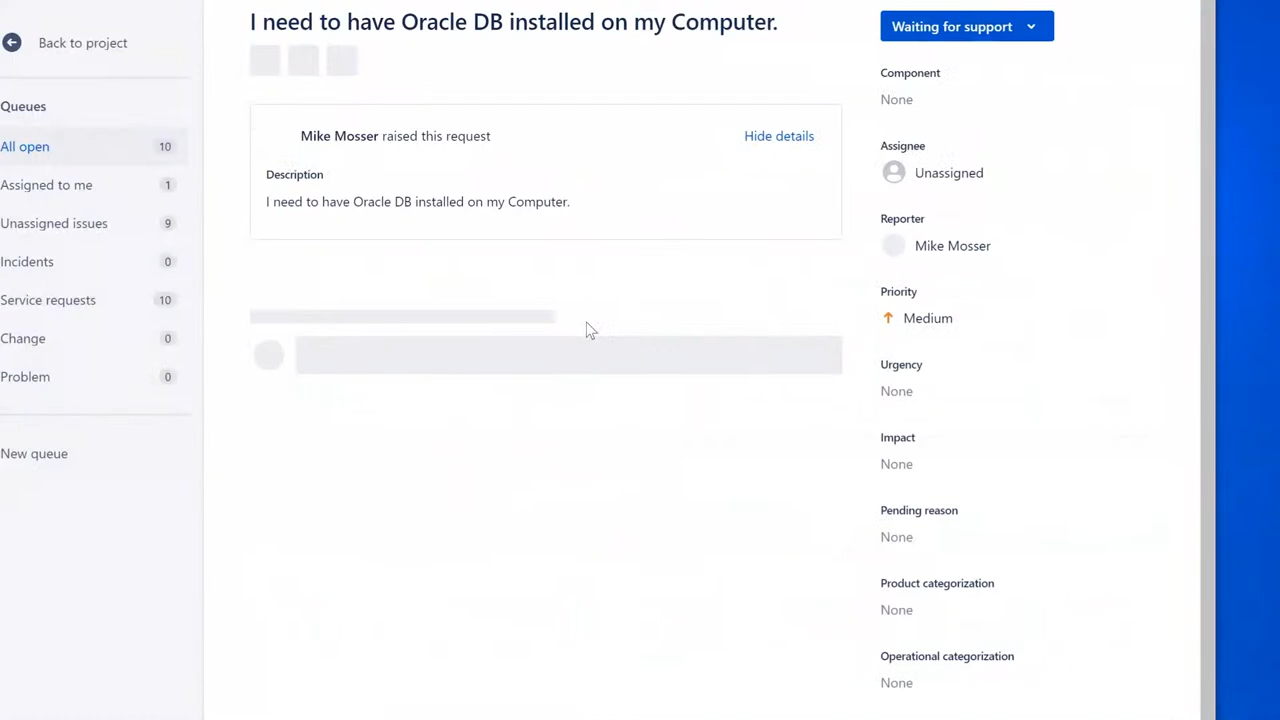 Back to project
Queues
All open 10
Assigned to me 1
Unassigned issues 9
Incidents 0
Service requests 10
Change 0
Problem 0
New queue
I need to have Oracle DB installed on my Computer.
Mike Mosser raised this request
Hide details
Description
I need to have Oracle DB installed on my Computer.
Waiting for support
Component
None
Assignee
Unassigned
Reporter
Mike Mosser
Priority
Medium
Urgency
None
Impact
None
Pending reason
None
Product categorization
None
Operational categorization
None